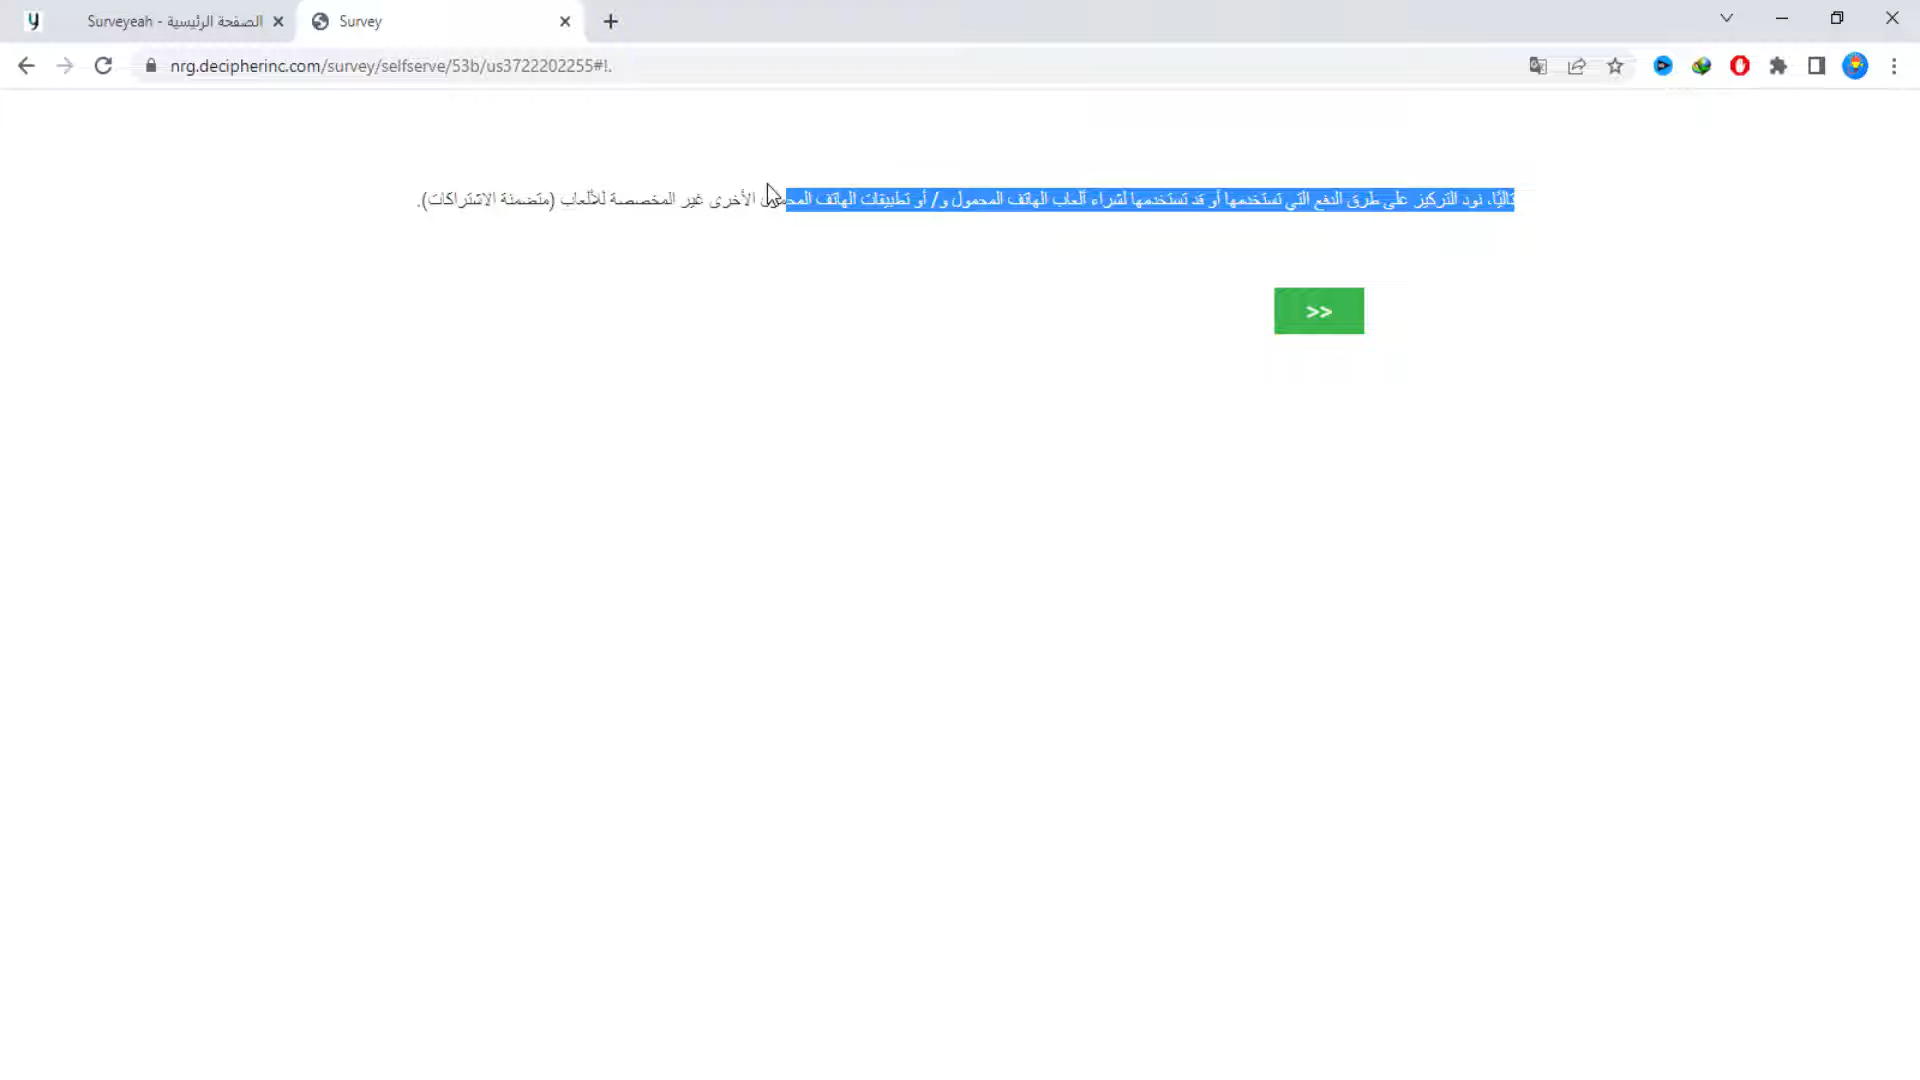 Surveyeah - الصفحة الرئيسية
Survey
nrg.decipherinc.com/survey/selfserve/53b/us3722202255#!.
تاليًا، نود التركيز على طرق الدفع التي تستخدمها أو قد تستخدمها لشراء ألعاب الهاتف المحمول و/ أو تطبيقات الهاتف المحمول الأخرى غير المخصصة للألعاب (متضمنة الاشتراكات).
>>